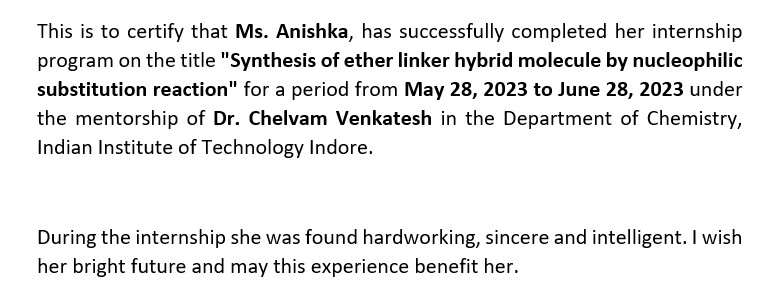 This is to certify that Ms. Anishka, has successfully completed her internship
program on the title "Synthesis of ether linker hybrid molecule by nucleophilic
substitution reaction" for a period from May 28, 2023 to June 28, 2023 under
the mentorship of Dr. Chelvam Venkatesh in the Department of Chemistry,
Indian Institute of Technology Indore.
During the internship she was found hardworking, sincere and intelligent. I wish
her bright future and may this experience benefit her.